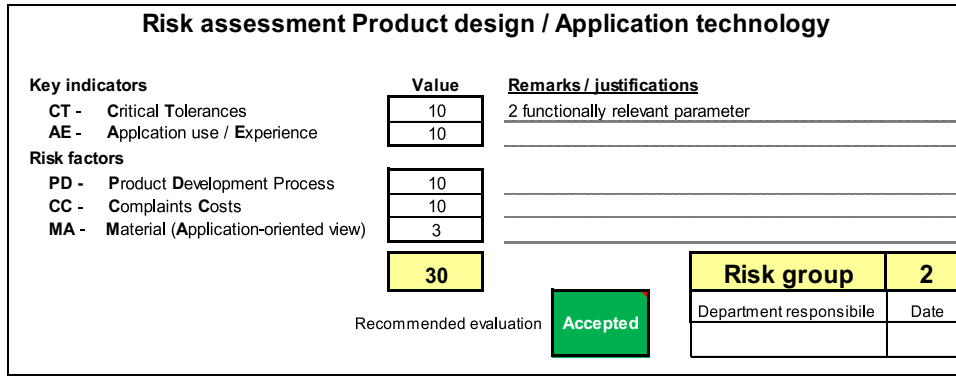 Risk assessment Product design / Application technology
Key indicators Value Remarks / justifications
CT - Critical Tolerances 10 2 functionally relevant parameter
AE - Applcation use / Experience 10
Risk factors
PD - Product Development Process 10
CC - Complaints Costs 10
MA - Material (Application-oriented view) 3
30 Risk group 2
Recommended evaluation Accepted Department responsibile Date